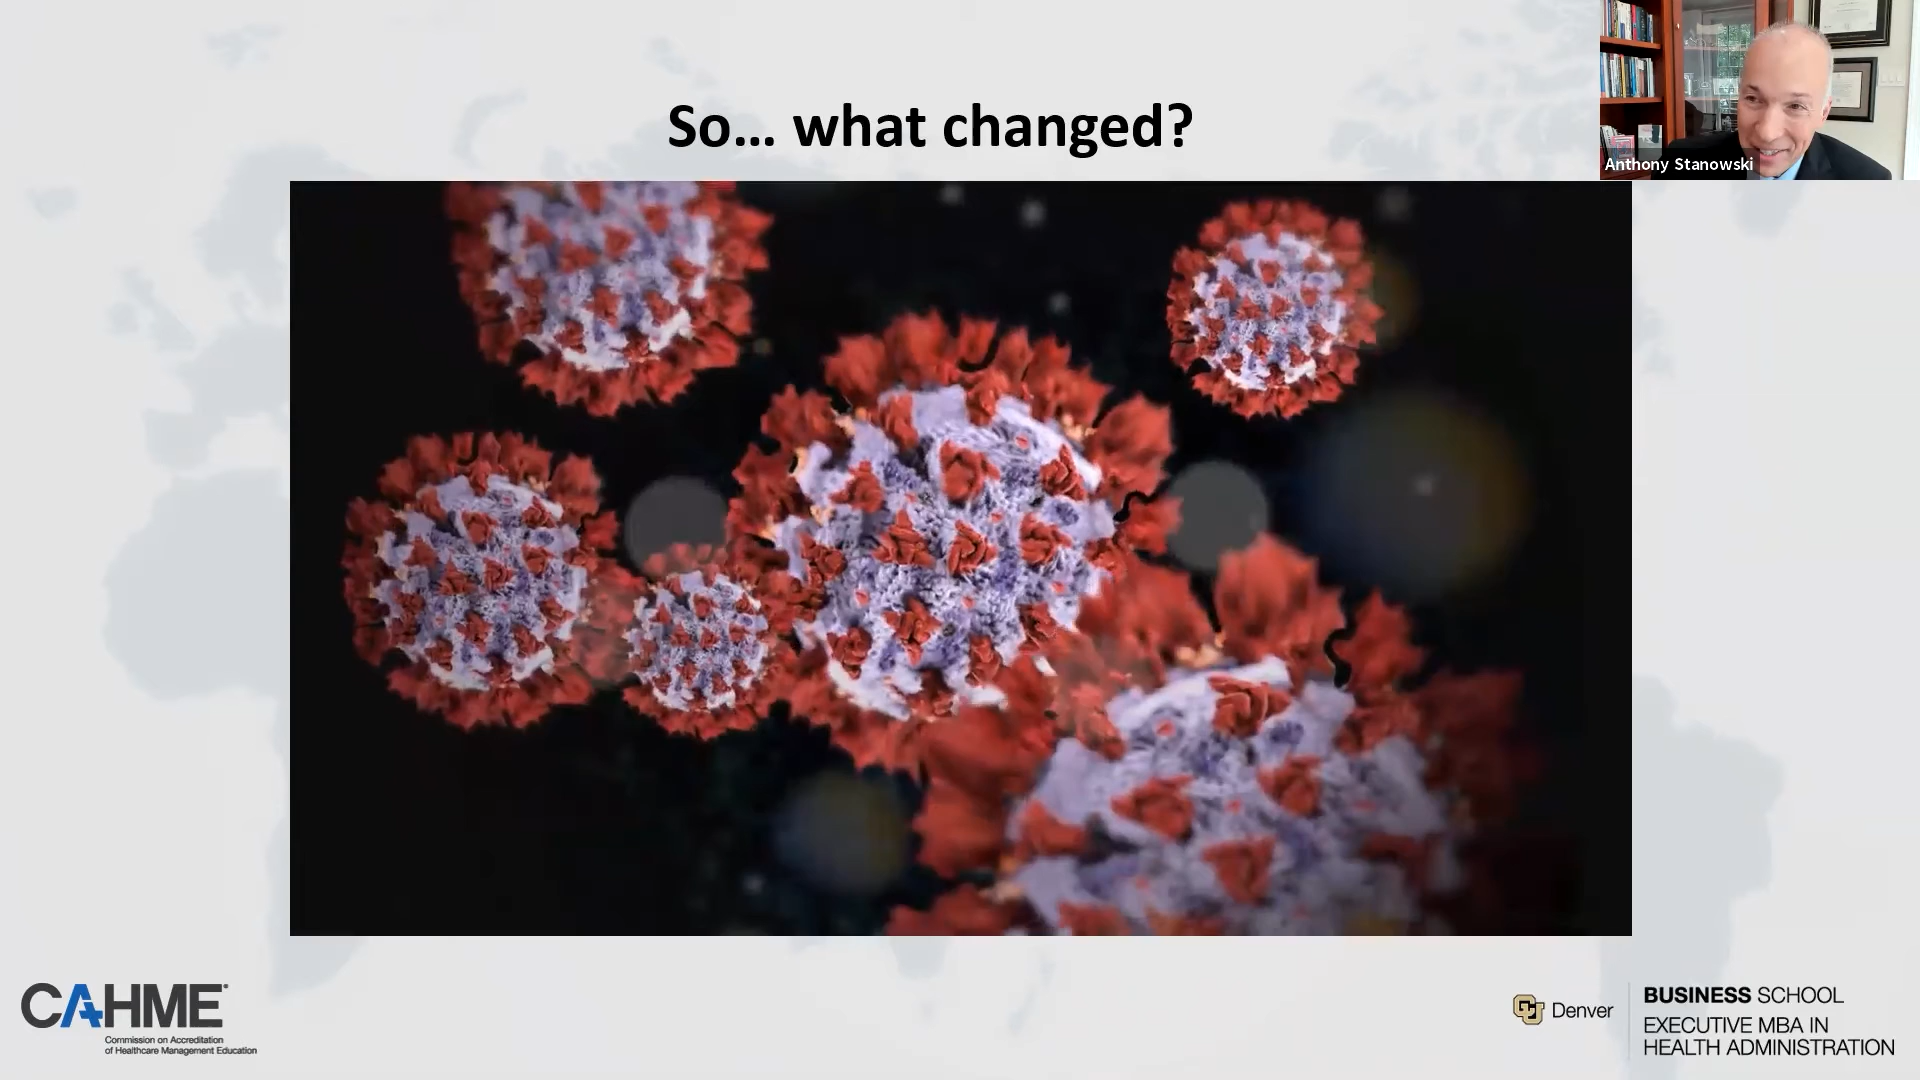 So... what changed?
Anthony Stanowski
CAHME
Commission on Accreditation
of Healthcare Management Education
CU Denver
BUSINESS SCHOOL
EXECUTIVE MBA IN
HEALTH ADMINISTRATION